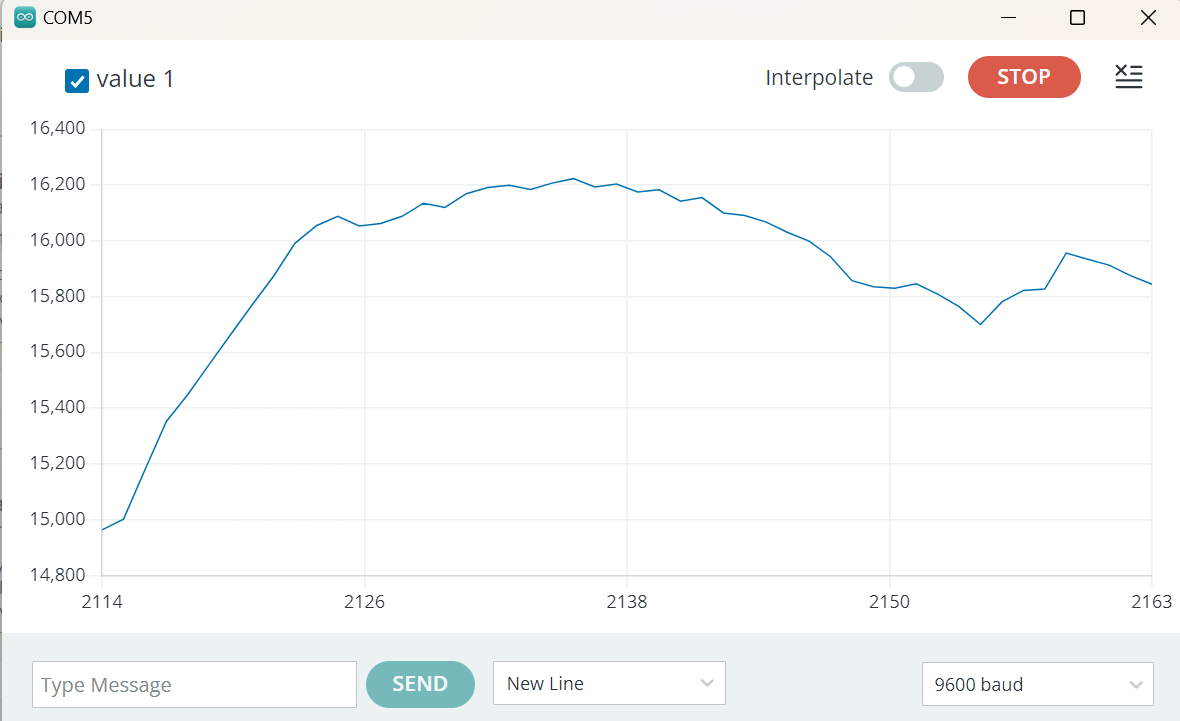 COM5
value 1
Interpolate
STOP
16,400
16,200
16,000
15,800
15,600
15,400
15,200
15,000
14,800
2114 2126 2138 2150 2163
Type Message SEND New Line 9600 baud